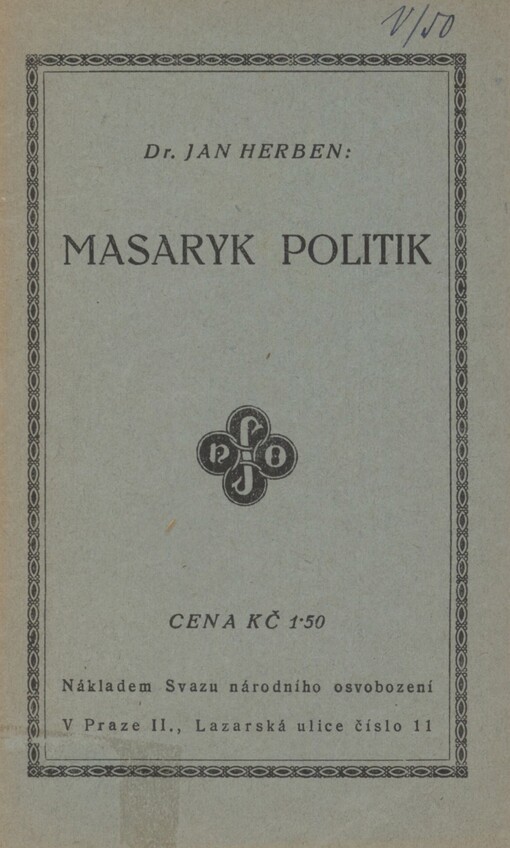 V/50
Dr. JAN HERBEN:
MASARYK POLITIK
P
N O
J
CENA KČ 1·50
Nákladem Svazu národního osvobození
V Praze II., Lazarská ulice číslo 11